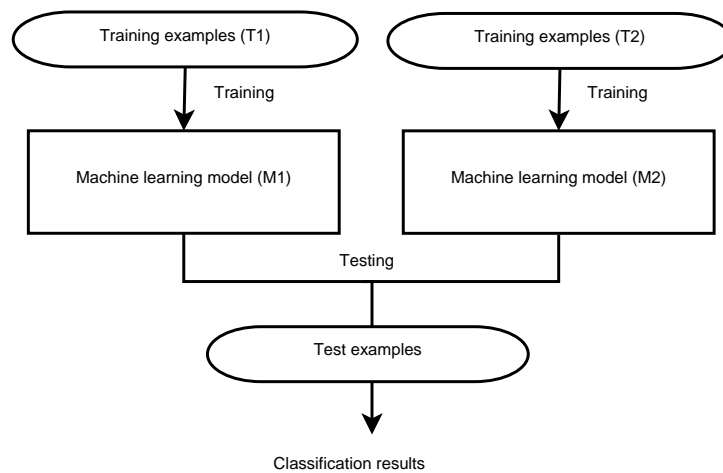 Training examples (T1)
Training examples (T2)
Training
Training
Machine learning model (M1)
Machine learning model (M2)
Testing
Test examples
Classification results